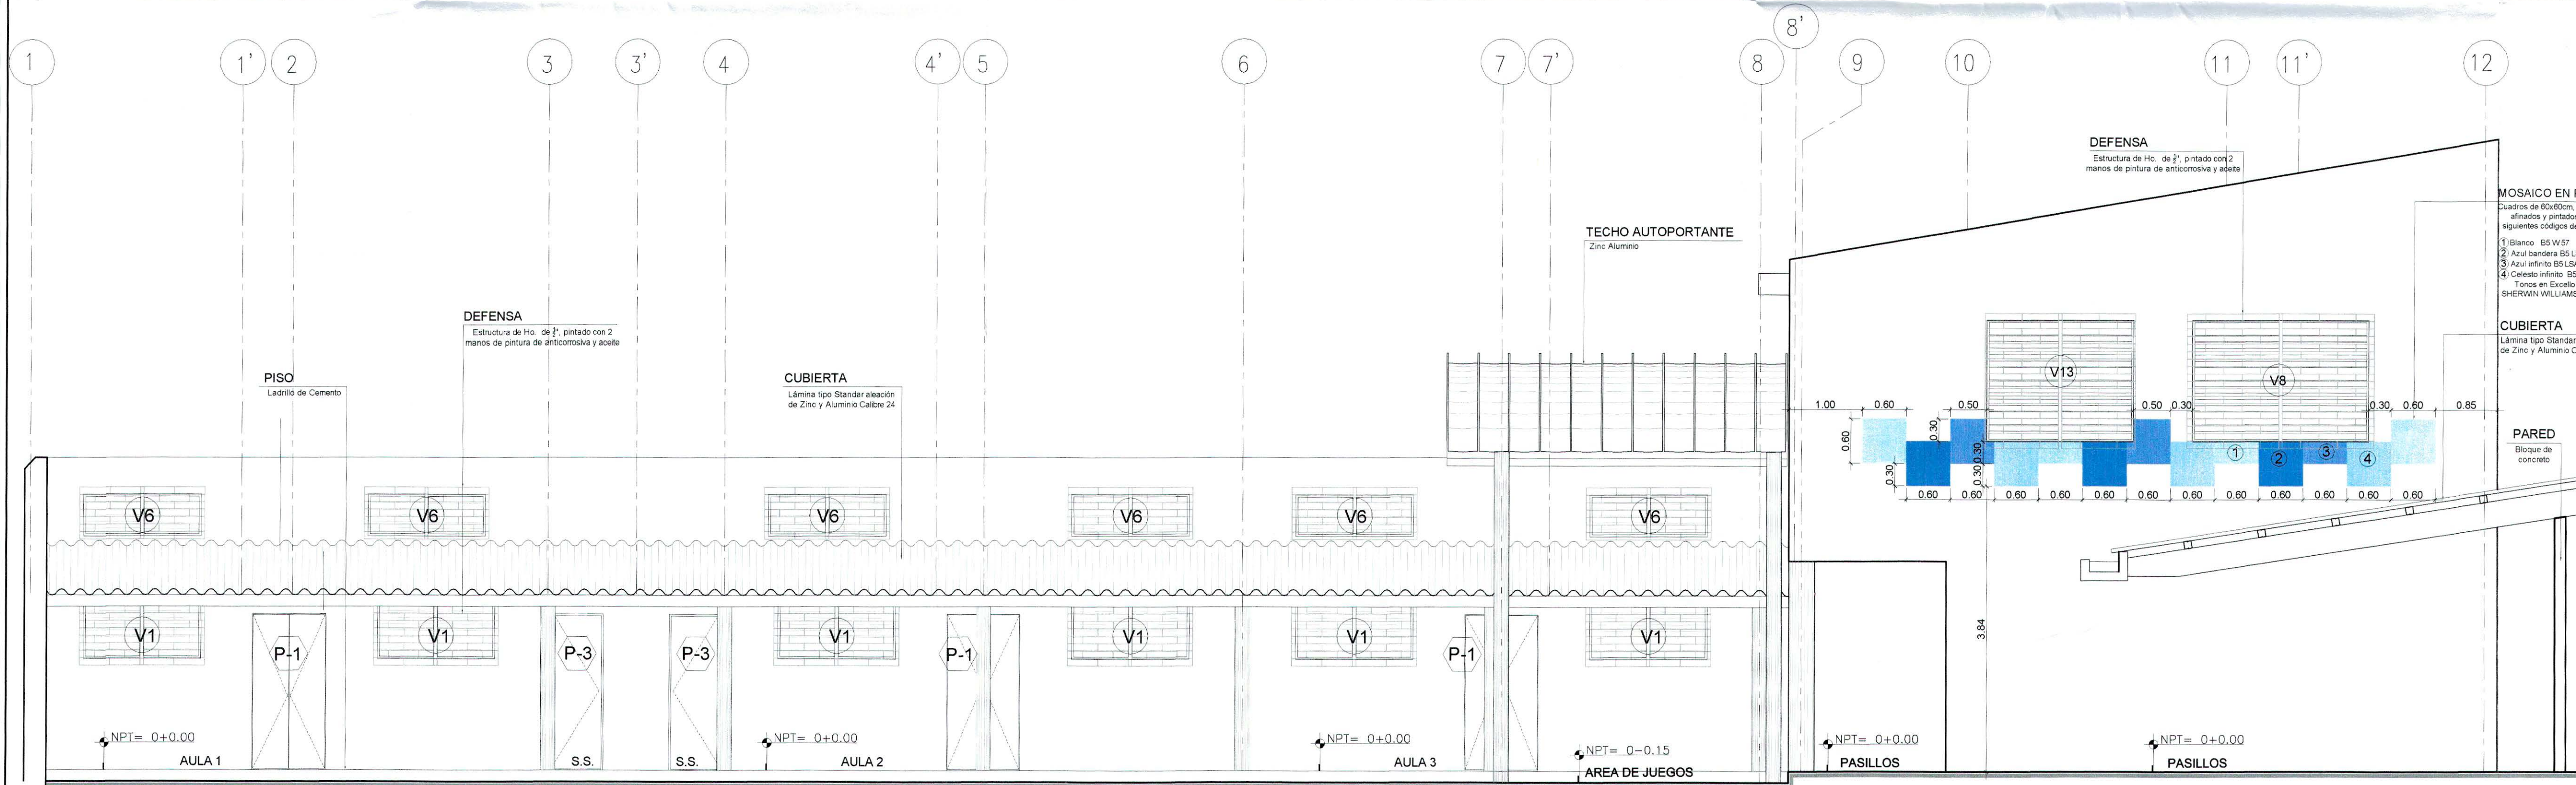 1
1'
2
3
3'
4
4'
5
6
7
7'
8
8'
9
10
11
11'
12
DEFENSA
Estructura de Ho. de pintado con 2
manos de pintura de anticorrosiva y aceite
MOSAICO EN
Cuadros de 60x60cm,
afinados y pintados
siguientes códigos de
① Blanco B5 W 57
② Azul bandera B5
③ Azul infinito B5
④ Celesto infinito B5
Tonos en Excello
SHERWIN WILLIAMS
TECHO AUTOPORTANTE
Zinc Aluminio
DEFENSA
Estructura de Ho. de pintado con 2
manos de pintura de anticorrosiva y aceite
CUBIERTA
Lámina tipo Standar
de Zinc y Aluminio
PISO
Ladrillo de Cemento
CUBIERTA
Lámina tipo Standar aleación
de Zinc y Aluminio Calibre 24
V13
V8
1.00
0.60
0.50
0.50
0.30
0.30
0.60
0.85
0.60
0.30
0.30
0.30
0.30
① ② ③ ④
0.60 0.60 0.60 0.60 0.60 0.60 0.60 0.60 0.60 0.60 0.60 0.60
PARED
Bloque de
concreto
V6
V6
V6
V6
V6
V6
3.84
V1
P-1
V1
P-3
P-3
V1
P-1
V1
V1
P-1
V1
NPT= 0+0.00
NPT= 0+0.00
NPT= 0+0.00
NPT= 0-0.15
NPT= 0+0.00
NPT= 0+0.00
AULA 1
S.S.
S.S.
AULA 2
AULA 3
AREA DE JUEGOS
PASILLOS
PASILLOS